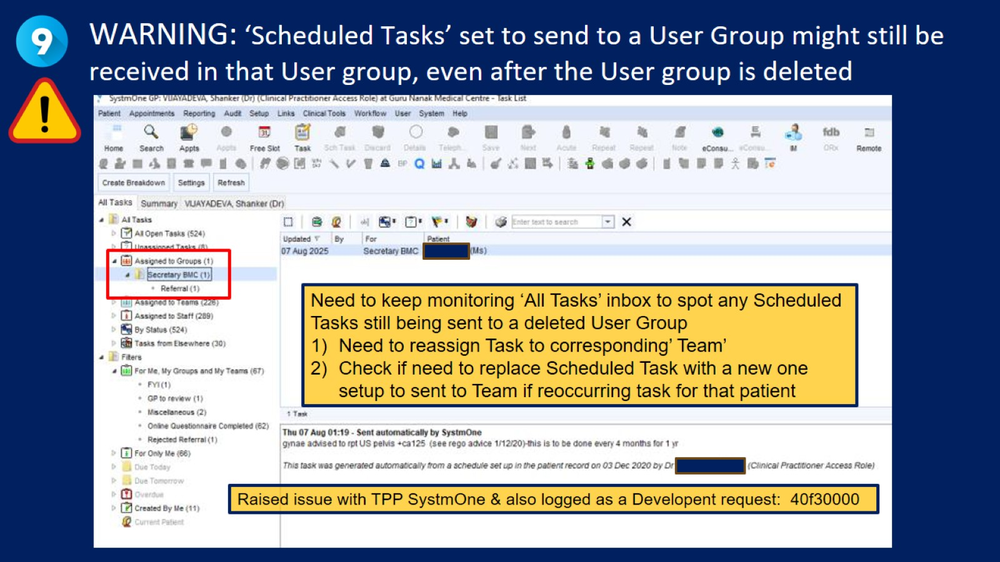 9
WARNING: ‘Scheduled Tasks’ set to send to a User Group might still be
received in that User group, even after the User group is deleted
SystmOne GP: VIJAYADEVA, Shanker (Dr) (Clinical Practitioner Access Role) at Guru Nanak Medical Centre - Task List
Patient Appointments Reporting Audit Setup Links Clinical Tools Workflow User System Help
31 fdb
Home Search Appts Appts Free Slot Task Sch Task Discard Details Teleph... Save Next Acute Repeat Repeat Note eConsu... eConsu... IM ORx Remote
BP Q
Create Breakdown Settings Refresh
All Tasks Summary VIJAYADEVA, Shanker (Dr)
All Tasks
All Open Tasks (524)
Unassigned Tasks (8)
Assigned to Groups (1)
Secretary BMC (1)
Referral (1)
Assigned to Teams (226)
Assigned to Staff (289)
By Status (524)
Tasks from Elsewhere (30)
Filters
For Me, My Groups and My Teams (67)
FYI (1)
GP to review (1)
Miscellaneous (2)
Online Questionnaire Completed (62)
Rejected Referral (1)
For Only Me (66)
Due Today
Due Tomorrow
Overdue
Created By Me (11)
Current Patient
Enter text to search
Updated By For Patient
07 Aug 2025 Secretary BMC (Ms)
Need to keep monitoring ‘All Tasks’ inbox to spot any Scheduled
Tasks still being sent to a deleted User Group
1) Need to reassign Task to corresponding’ Team’
2) Check if need to replace Scheduled Task with a new one
setup to sent to Team if reoccurring task for that patient
1 Task
Thu 07 Aug 01:19 - Sent automatically by SystmOne
gynae advised to rpt US pelvis +ca125 (see rego advice 1/12/20)-this is to be done every 4 months for 1 yr
This task was generated automatically from a schedule set up in the patient record on 03 Dec 2020 by Dr (Clinical Practitioner Access Role)
Raised issue with TPP SystmOne & also logged as a Developent request: 40f30000